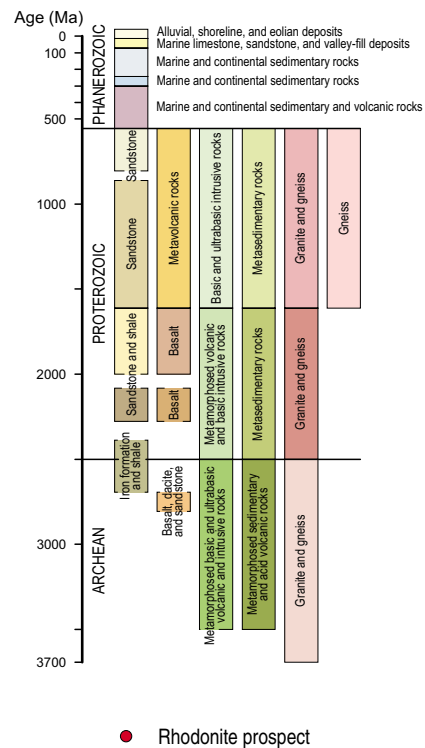 Age (Ma)
0
100
500
1000
2000
3000
3700
PHANEROZOIC
PROTEROZOIC
ARCHEAN
Alluvial, shoreline, and eolian deposits
Marine limestone, sandstone, and valley-fill deposits
Marine and continental sedimentary rocks
Marine and continental sedimentary rocks
Marine and continental sedimentary and volcanic rocks
Sandstone
Sandstone
Sandstone and shale
Sandstone
Iron formation
and shale
Metavolcanic rocks
Basalt
Basalt
Basalt, dacite,
and sandstone
Basic and ultrabasic intrusive rocks
Metamorphosed volcanic
and basic intrusive rocks
Metamorphosed basic and ultrabasic
volcanic and intrusive rocks
Metasedimentary rocks
Metasedimentary rocks
Metamorphosed sedimentary
and acid volcanic rocks
Granite and gneiss
Granite and gneiss
Granite and gneiss
Gneiss
Rhodonite prospect